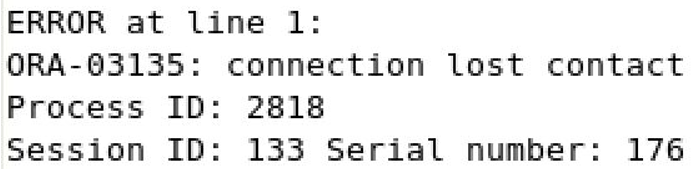 ERROR at line 1:
ORA-03135: connection lost contact
Process ID: 2818
Session ID: 133 Serial number: 176